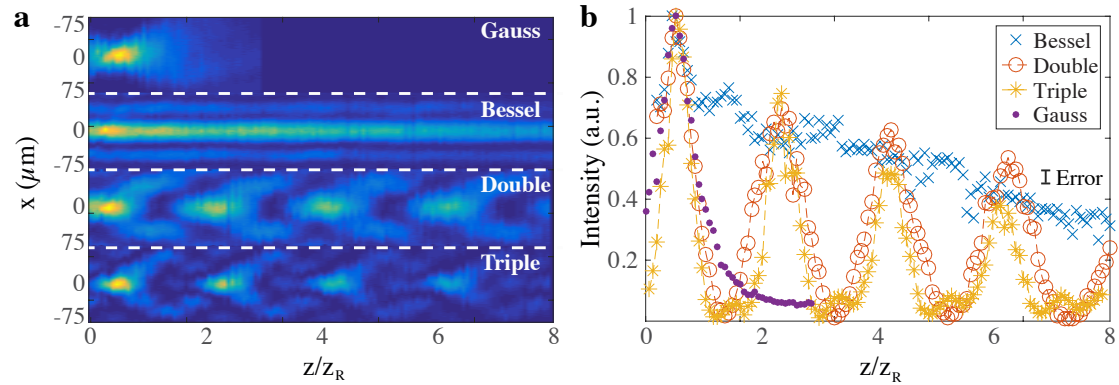 a
-75
0
75
0
-75
0
75
0
-75
x (μm)
Gauss
Bessel
Double
Triple
0
2
4
6
8
z/zR
b
1
0.8
0.6
0.4
0.2
Intensity (a.u.)
Bessel
Double
Triple
Gauss
Error
0
2
4
6
8
z/zR